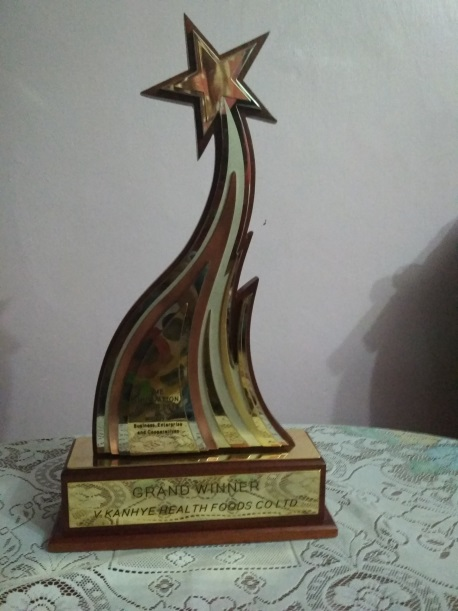 Business, Enterprise
and Cooperatives
GRAND WINNER
V. KANHYE HEALTH FOODS CO LTD